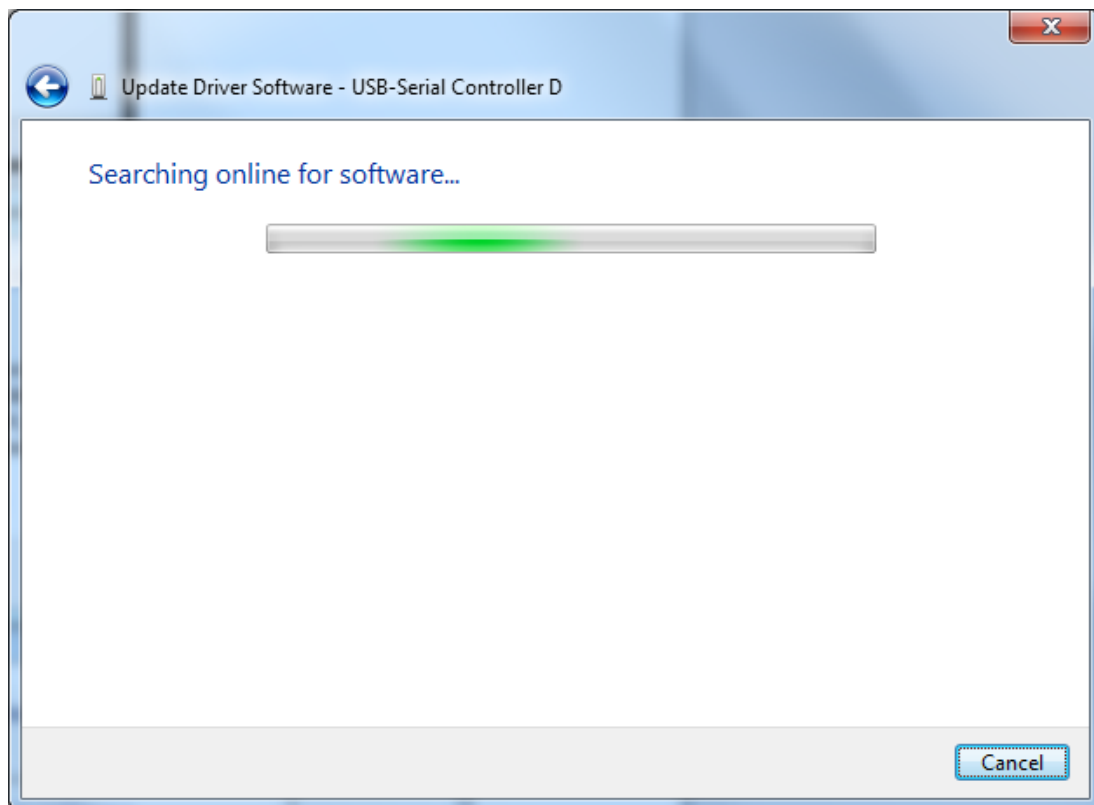 Update Driver Software - USB-Serial Controller D
Searching online for software...
Cancel